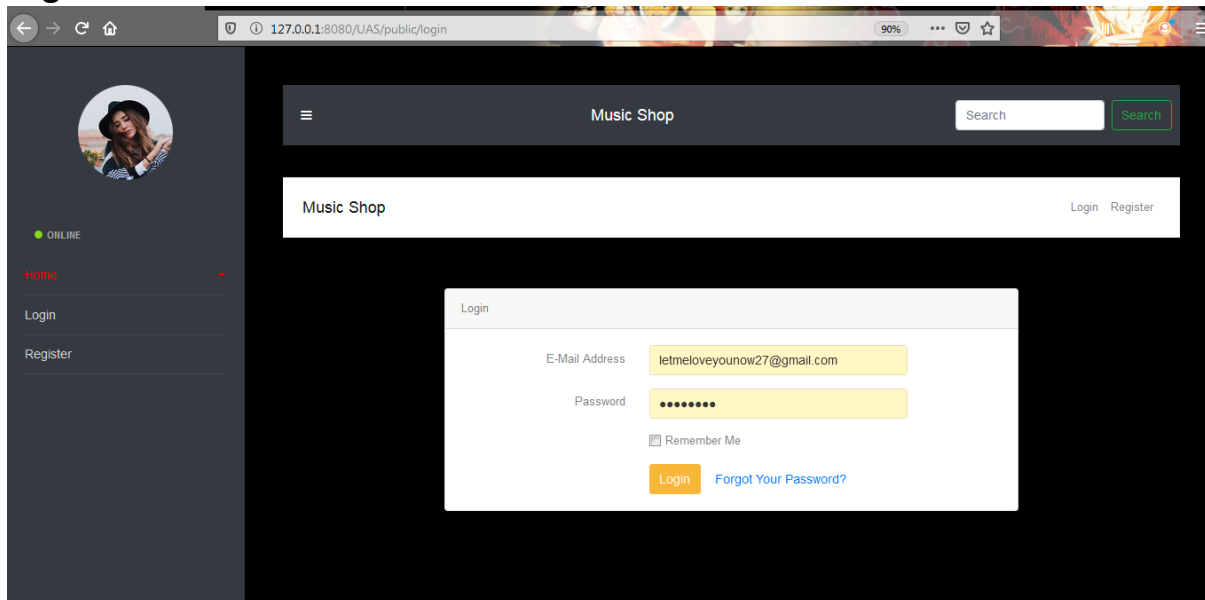 127.0.0.1:8080/UAS/public/login
90%
Music Shop
Search
Search
Music Shop
Login Register
ONLINE
Home
Login
Register
Login
E-Mail Address letmeloveyounow27@gmail.com
Password ••••••••
Remember Me
Login Forgot Your Password?